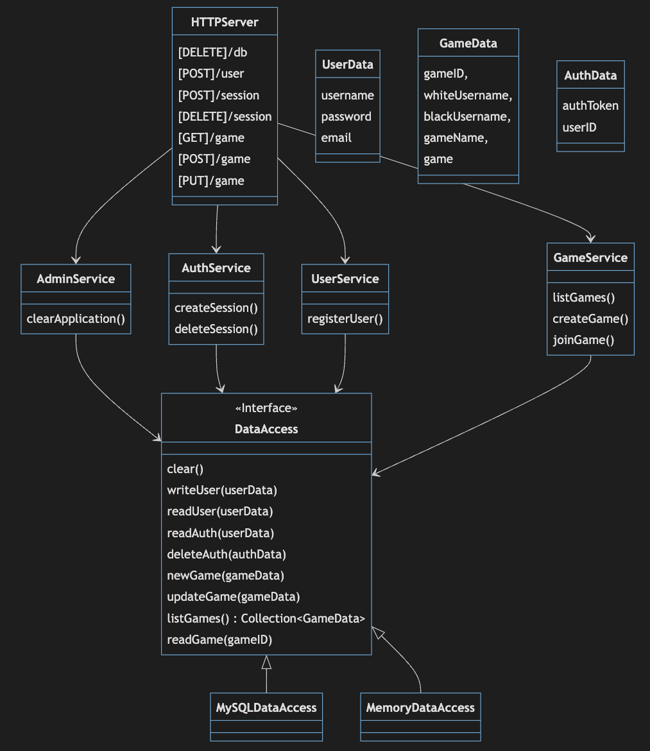 HTTPServer
[DELETE]/db
[POST]/user
[POST]/session
[DELETE]/session
[GET]/game
[POST]/game
[PUT]/game
UserData
username
password
email
GameData
gameID,
whiteUsername,
blackUsername,
gameName,
game
AuthData
authToken
userID
AdminService
clearApplication()
AuthService
createSession()
deleteSession()
UserService
registerUser()
GameService
listGames()
createGame()
joinGame()
«Interface»
DataAccess
clear()
writeUser(userData)
readUser(userData)
readAuth(userData)
deleteAuth(authData)
newGame(gameData)
updateGame(gameData)
listGames() : Collection<GameData>
readGame(gameID)
MySQLDataAccess
MemoryDataAccess